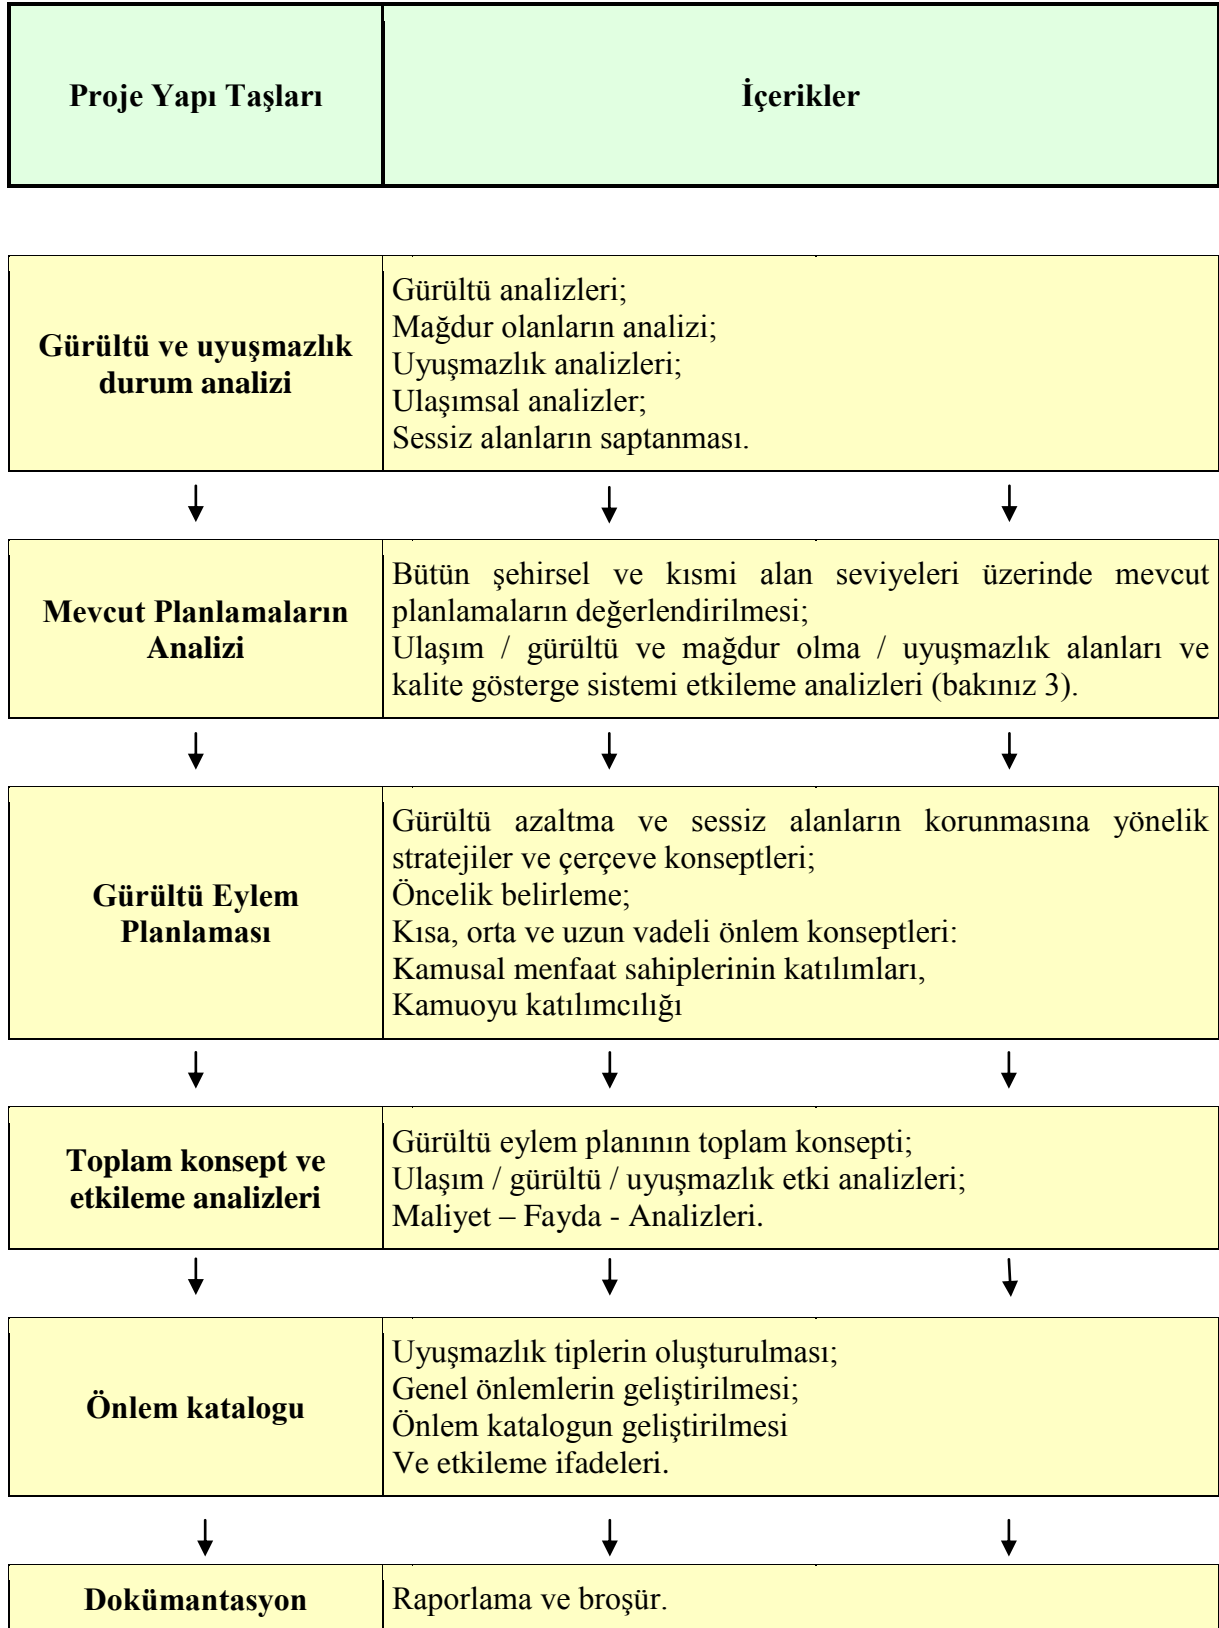 Proje Yapı Taşları
İçerikler
Gürültü ve uyuşmazlık
durum analizi
Gürültü analizleri;
Mağdur olanların analizi;
Uyuşmazlık analizleri;
Ulaşımsal analizler;
Sessiz alanların saptanması.
Mevcut Planlamaların
Analizi
Bütün şehirsel ve kısmi alan seviyeleri üzerinde mevcut
planlamaların değerlendirilmesi;
Ulaşım / gürültü ve mağdur olma / uyuşmazlık alanları ve
kalite gösterge sistemi etkileme analizleri (bakınız 3).
Gürültü Eylem
Planlaması
Gürültü azaltma ve sessiz alanların korunmasına yönelik
stratejiler ve çerçeve konseptleri;
Öncelik belirleme;
Kısa, orta ve uzun vadeli önlem konseptleri:
Kamusal menfaat sahiplerinin katılımları,
Kamuoyu katılımcılığı
Toplam konsept ve
etkileme analizleri
Gürültü eylem planının toplam konsepti;
Ulaşım / gürültü / uyuşmazlık etki analizleri;
Maliyet – Fayda - Analizleri.
Önlem katalogu
Uyuşmazlık tiplerin oluşturulması;
Genel önlemlerin geliştirilmesi;
Önlem katalogun geliştirilmesi
Ve etkileme ifadeleri.
Dokümantasyon
Raporlama ve broşür.